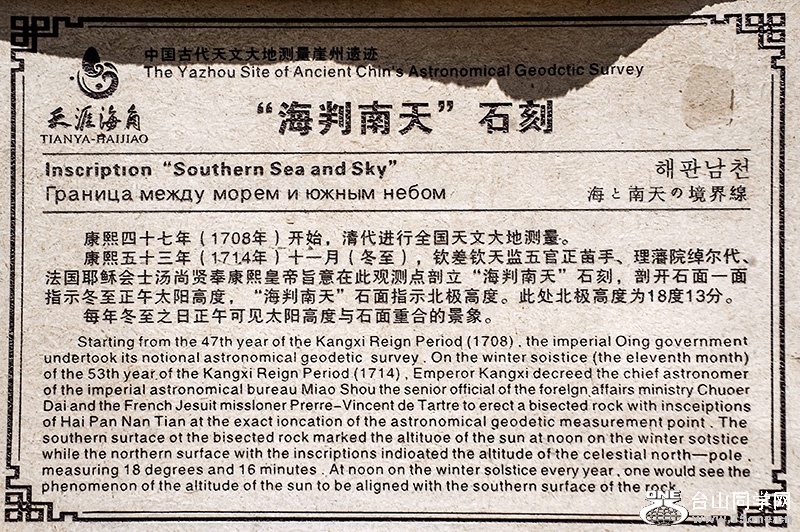 中国古代天文大地测量崖州遗迹
The Yazhou Site of Ancient Chin's Astronomical Geodctic Survey
天涯海角
TIANYA-HAIJIAO
“海判南天”石刻
Inscription “Southern Sea and Sky”
해판남천
Граница между морем и южным небом
海と南天の境界線
康熙四十七年（1708年）开始，清代进行全国天文大地测量。
康熙五十三年（1714年）十一月（冬至），钦差钦天监五官正苗手、理藩院绰尔代、
法国耶稣会士汤尚贤奉康熙皇帝旨意在此观测点剖立“海判南天”石刻，剖开石面一面
指示冬至正午太阳高度，“海判南天”石面指示北极高度。此处北极高度为18度13分。
每年冬至之日正午可见太阳高度与石面重合的景象。
Starting from the 47th year of the Kangxi Reign Period (1708) , the imperial Oing government
undertook its notional astronomical geodetic survey . On the winter soistice (the eleventh month)
of the 53th year of the Kangxi Reign Period (1714) , Emperor Kangxi decreed the chief astronomer
of the imperial astronomical bureau Miao Shou the senior official of the foreign affairs ministry Chuoer
Dai and the French Jesuit missloner Prerre-Vincent de Tartre to erect a bisected rock with insceiptions
of Hai Pan Nan Tian at the exact ioncation of the astronomical geodetic measurement point . The
southern surface ot the bisected rock marked the altituoe of the sun at noon on the winter sotstice
while the northern surface with the inscriptions indioated the altitude of the celestial north—pole ,
measuring 18 degrees and 16 minutes . At noon on the winter solstice every year , one would see the
phenomenon of the altitude of the sun to be aligned with the southern surface of the rock
ONE
台山同学网